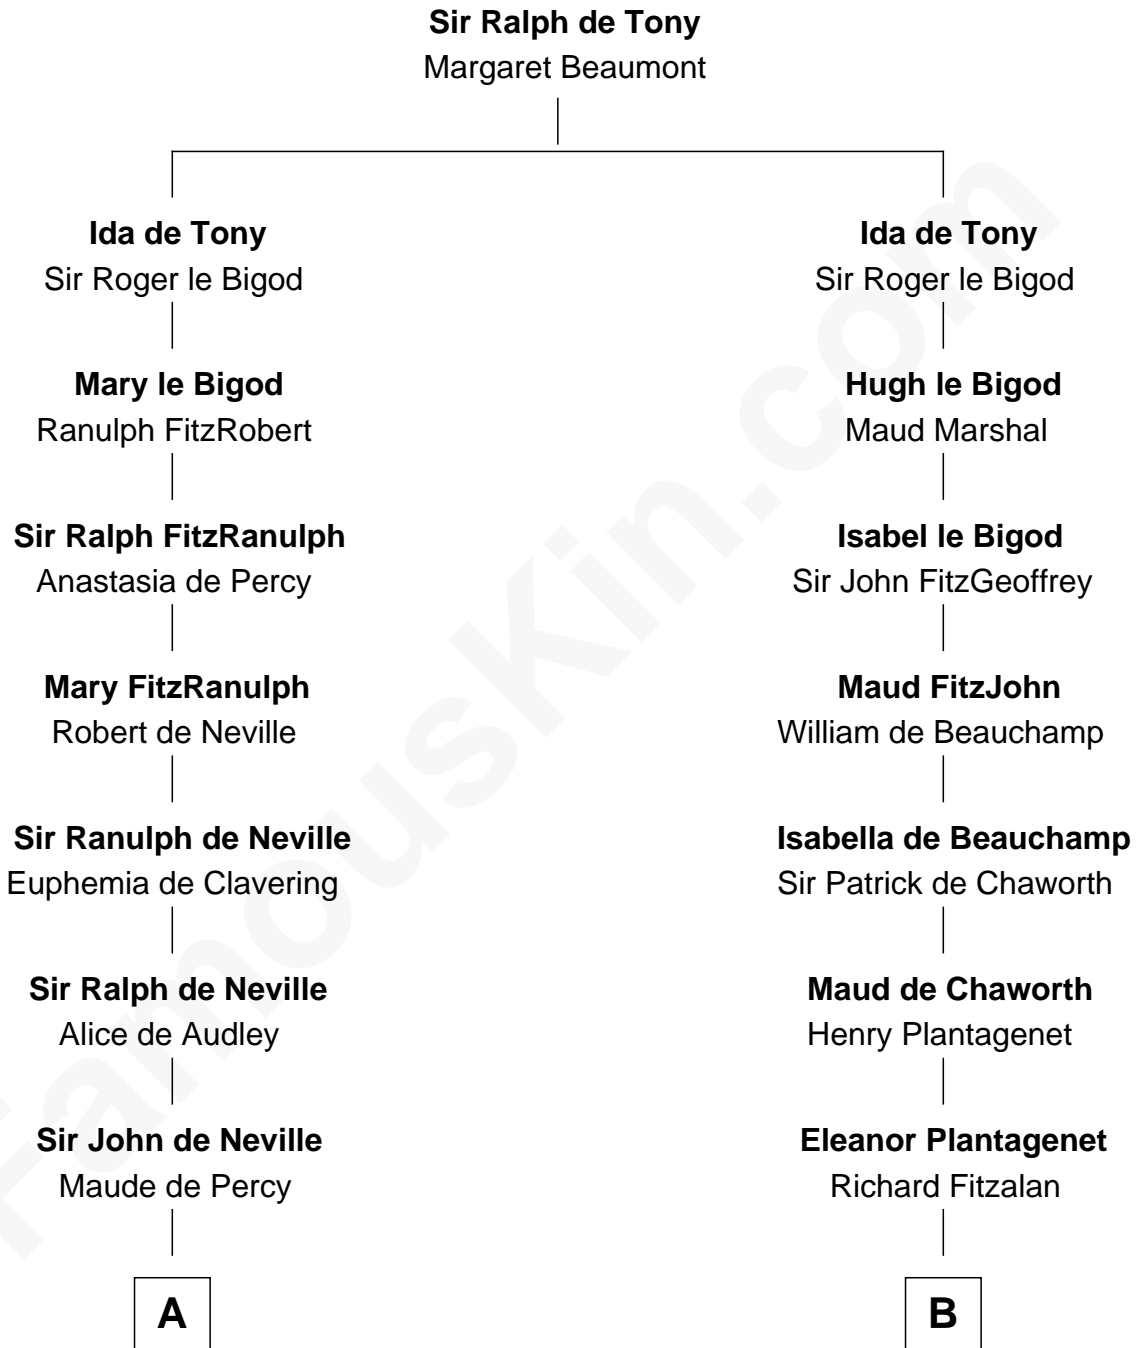 Sir Ralph de Tony
Margaret Beaumont
Ida de Tony
Sir Roger le Bigod
Ida de Tony
Sir Roger le Bigod
Mary le Bigod
Ranulph FitzRobert
Hugh le Bigod
Maud Marshal
Sir Ralph FitzRanulph
Anastasia de Percy
Isabel le Bigod
Sir John FitzGeoffrey
Mary FitzRanulph
Robert de Neville
Maud FitzJohn
William de Beauchamp
Sir Ranulph de Neville
Euphemia de Clavering
Isabella de Beauchamp
Sir Patrick de Chaworth
Sir Ralph de Neville
Alice de Audley
Maud de Chaworth
Henry Plantagenet
Sir John de Neville
Maude de Percy
Eleanor Plantagenet
Richard Fitzalan
A
B
FamousKin.com